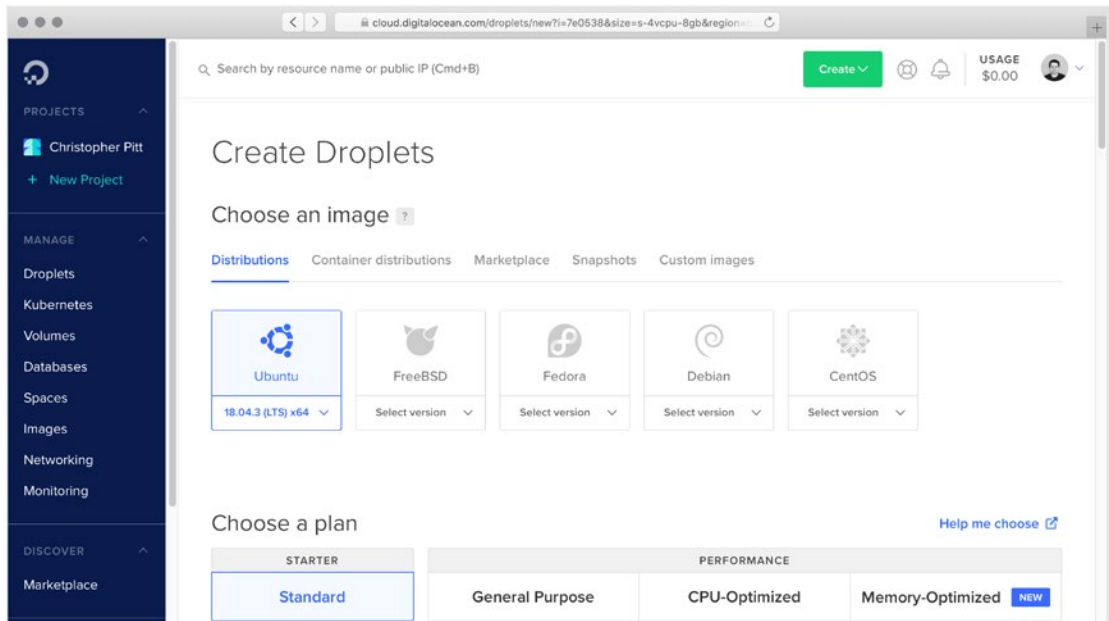 cloud.digitalocean.com/droplets/new?i=7e0538&size=s-4vcpu-8gb&region=
Search by resource name or public IP (Cmd+B)
Create
USAGE
$0.00
PROJECTS
Christopher Pitt
+ New Project
MANAGE
Droplets
Kubernetes
Volumes
Databases
Spaces
Images
Networking
Monitoring
DISCOVER
Marketplace
Create Droplets
Choose an image ?
Distributions Container distributions Marketplace Snapshots Custom images
Ubuntu FreeBSD Fedora Debian CentOS
18.04.3 (LTS) x64 Select version Select version Select version Select version
Choose a plan
Help me choose
STARTER PERFORMANCE
Standard General Purpose CPU-Optimized Memory-Optimized NEW